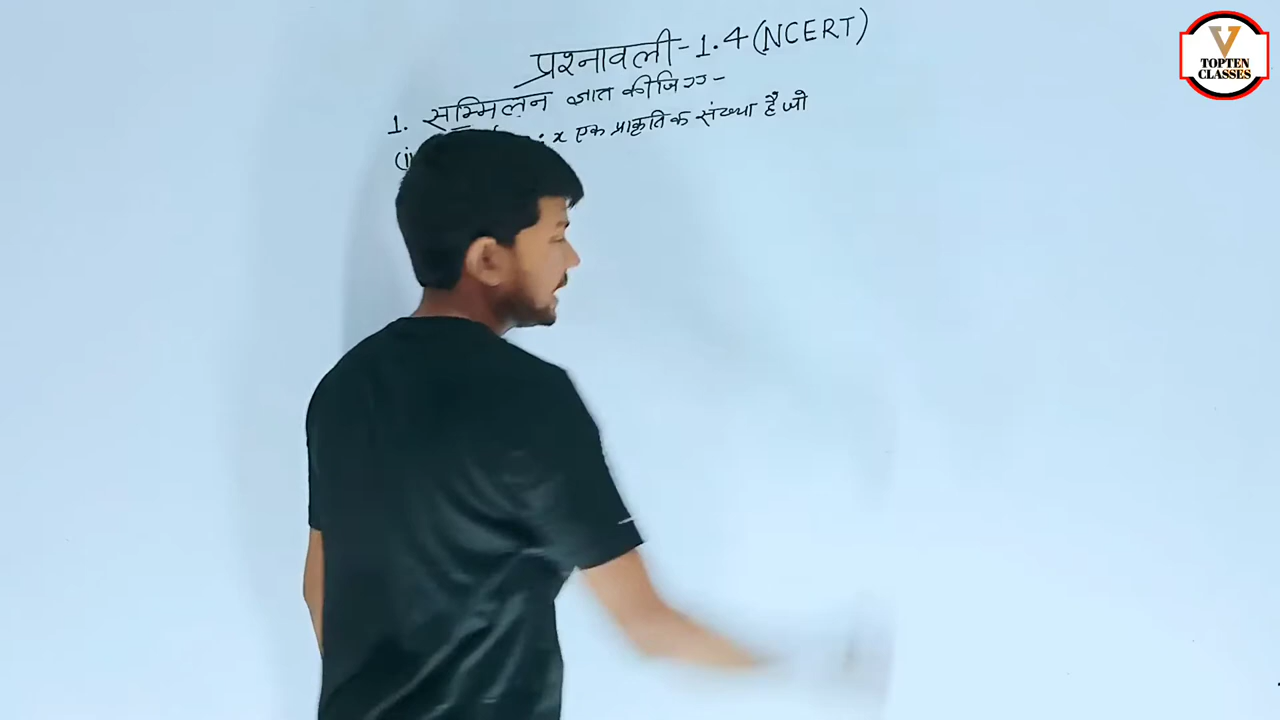 प्रश्नावली-1.4 (NCERT)
1. सम्मिलन ज्ञात कीजिए -
: x एक प्राकृतिक संख्या है जो
V
TOPTEN
CLASSES